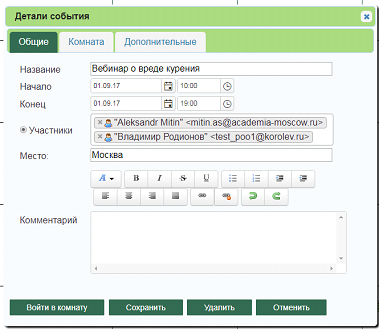 Детали события
Общие Комната Дополнительные
Название Вебинар о вреде курения
Начало 01.09.17 10:00
Конец 01.09.17 19:00
Участники "Aleksandr Mitin" <mitin.as@academia-moscow.ru>
"Владимир Родионов" <test_poo1@korolev.ru>
Место: Москва
A B I S U
Комментарий
Войти в комнату Сохранить Удалить Отменить